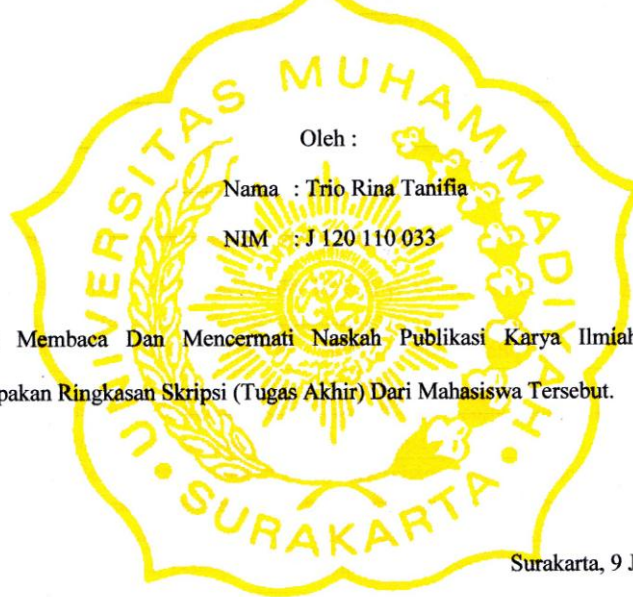 UNIVERSITAS MUHAMMADIYAH
SURAKARTA
Oleh :
Nama : Trio Rina Tanifia
NIM : J 120 110 033
Membaca Dan Mencermati Naskah Publikasi Karya Ilmiah
Ringkasan Skripsi (Tugas Akhir) Dari Mahasiswa Tersebut.
Surakarta, 9 J